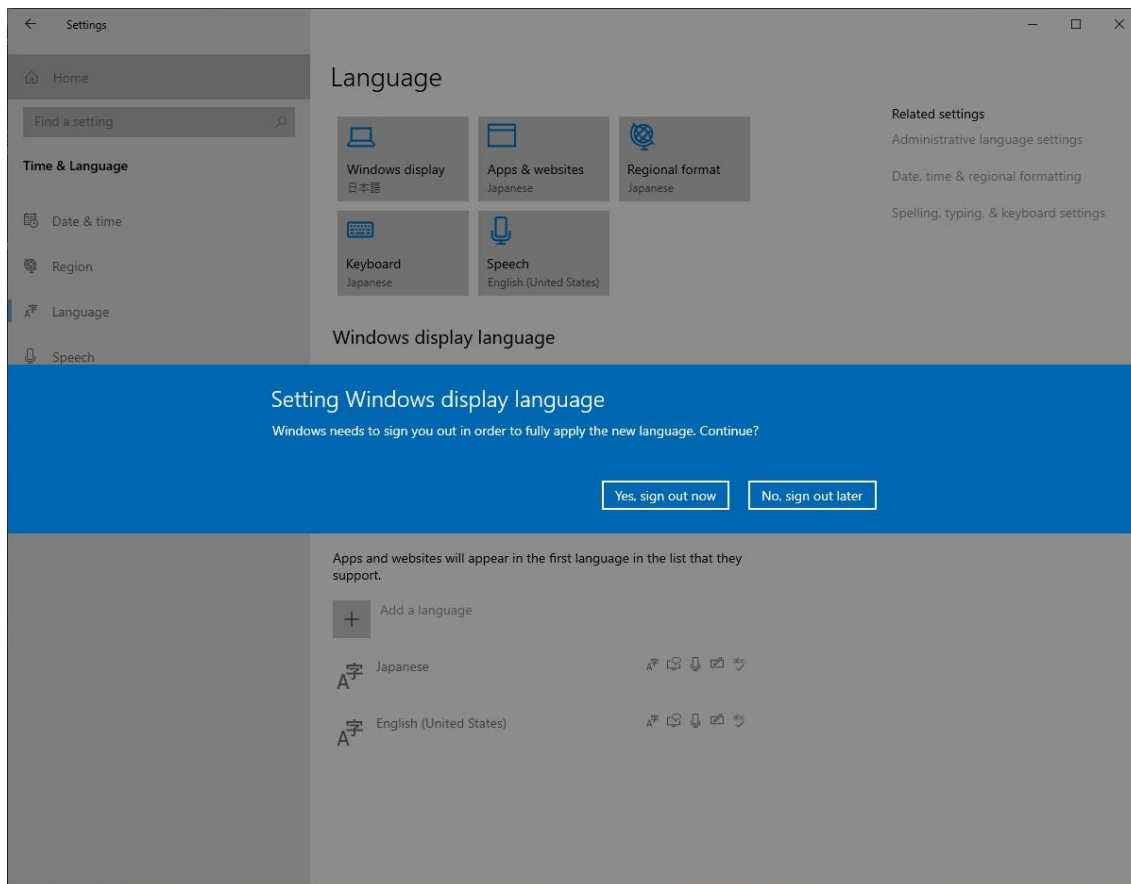 Settings
Home
Find a setting
Time & Language
Date & time
Region
Language
Speech
Language
Windows display
日本語
Apps & websites
Japanese
Regional format
Japanese
Keyboard
Japanese
Speech
English (United States)
Related settings
Administrative language settings
Date, time & regional formatting
Spelling, typing, & keyboard settings
Windows display language
Setting Windows display language
Windows needs to sign you out in order to fully apply the new language. Continue?
Yes, sign out now
No, sign out later
Apps and websites will appear in the first language in the list that they
support.
Add a language
Japanese
English (United States)